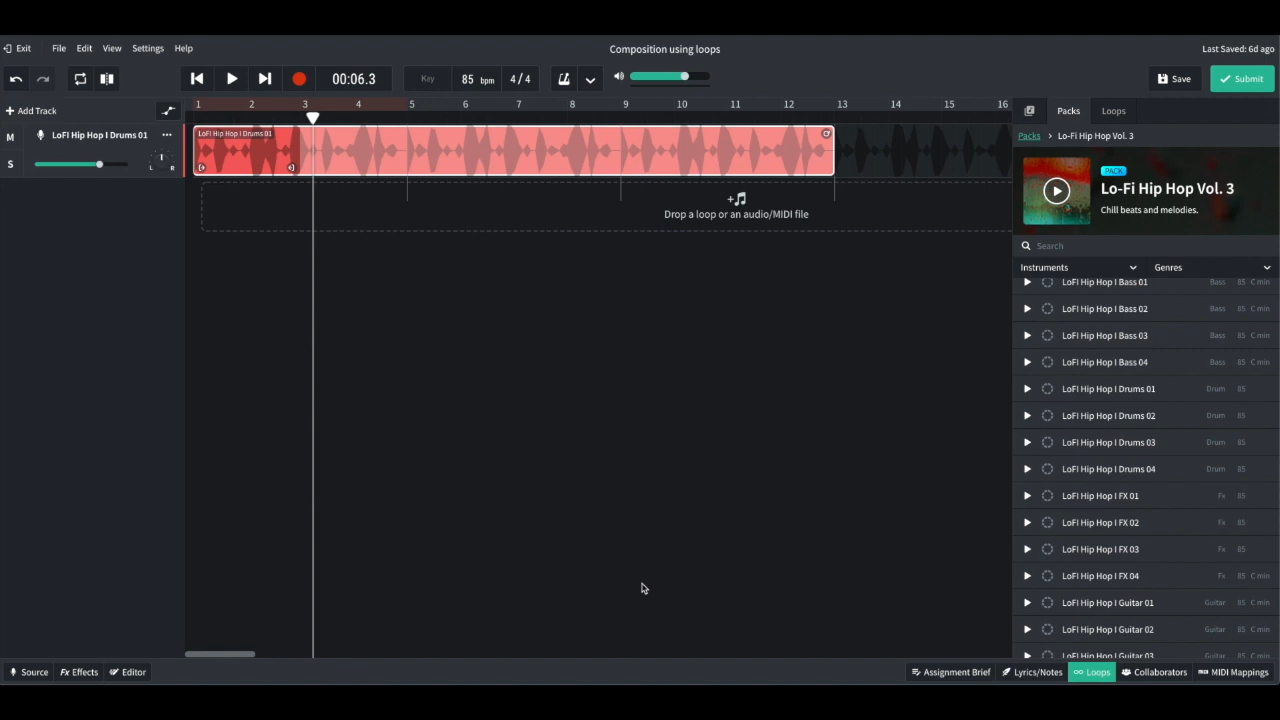 Exit File Edit View Settings Help
Composition using loops
Last Saved: 6d ago
00:06.3 Key 85 bpm 4/4
Save Submit
+ Add Track
1 2 3 4 5 6 7 8 9 10 11 12 13 14 15 16
Packs Loops
M LoFI Hip Hop I Drums 01 ...
S L R
LoFI Hip Hop I Drums 01
Drop a loop or an audio/MIDI file
Packs > Lo-Fi Hip Hop Vol. 3
PACK
Lo-Fi Hip Hop Vol. 3
Chill beats and melodies.
Search
Instruments Genres
LoFI Hip Hop I Bass 01 Bass 85 C min
LoFI Hip Hop I Bass 02 Bass 85 C min
LoFI Hip Hop I Bass 03 Bass 85 C min
LoFI Hip Hop I Bass 04 Bass 85 C min
LoFI Hip Hop I Drums 01 Drum 85
LoFI Hip Hop I Drums 02 Drum 85
LoFI Hip Hop I Drums 03 Drum 85
LoFI Hip Hop I Drums 04 Drum 85
LoFI Hip Hop I FX 01 Fx 85
LoFI Hip Hop I FX 02 Fx 85
LoFI Hip Hop I FX 03 Fx 85
LoFI Hip Hop I FX 04 Fx 85 C min
LoFI Hip Hop I Guitar 01 Guitar 85 C min
LoFI Hip Hop I Guitar 02 Guitar 85 C min
LoFI Hip Hop I Guitar 03 Guitar 85 C min
Source Fx Effects Editor
Assignment Brief Lyrics/Notes Loops Collaborators MIDI Mappings